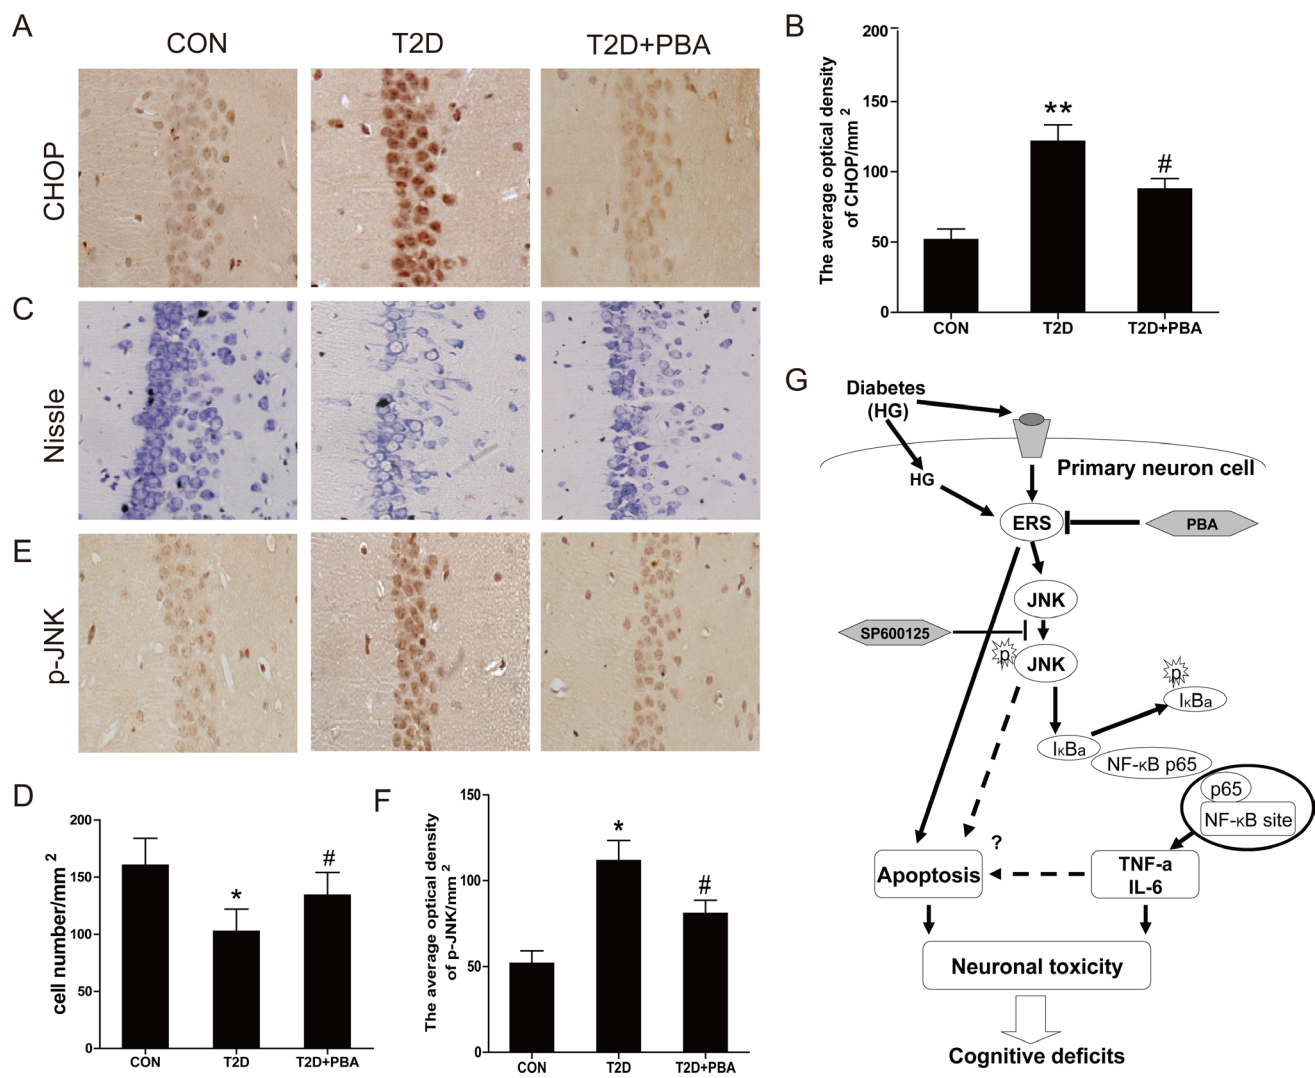 A
CON
T2D
T2D+PBA
CHOP
C
Nissle
E
p-JNK
B
The average optical density
of CHOP/mm 2
200
150
100
50
0
**
#
CON
T2D
T2D+PBA
D
cell number/mm 2
200
150
100
50
0
*
#
CON
T2D
T2D+PBA
F
The average optical density
of p-JNK/mm 2
150
100
50
0
*
#
CON
T2D
T2D+PBA
G
Diabetes
(HG)
HG
Primary neuron cell
ERS
PBA
JNK
SP600125
p
JNK
p
IκBa
IκBa
NF-κB p65
p65
NF-κB site
?
Apoptosis
TNF-a
IL-6
Neuronal toxicity
Cognitive deficits